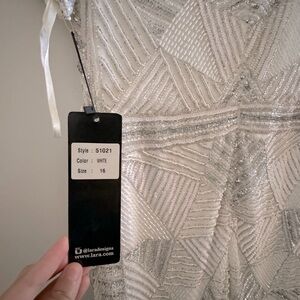 Style : 51021
Color : WHITE
Size : 16
@laradesigns
www.lara.com